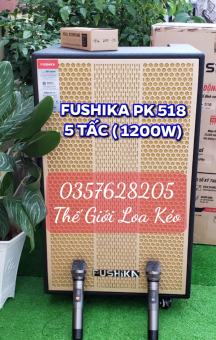 FUSHIKA PK 518
5 TẤC ( 1200W)
0357628205
Thế Giới Loa Kéo
FUSHIKA